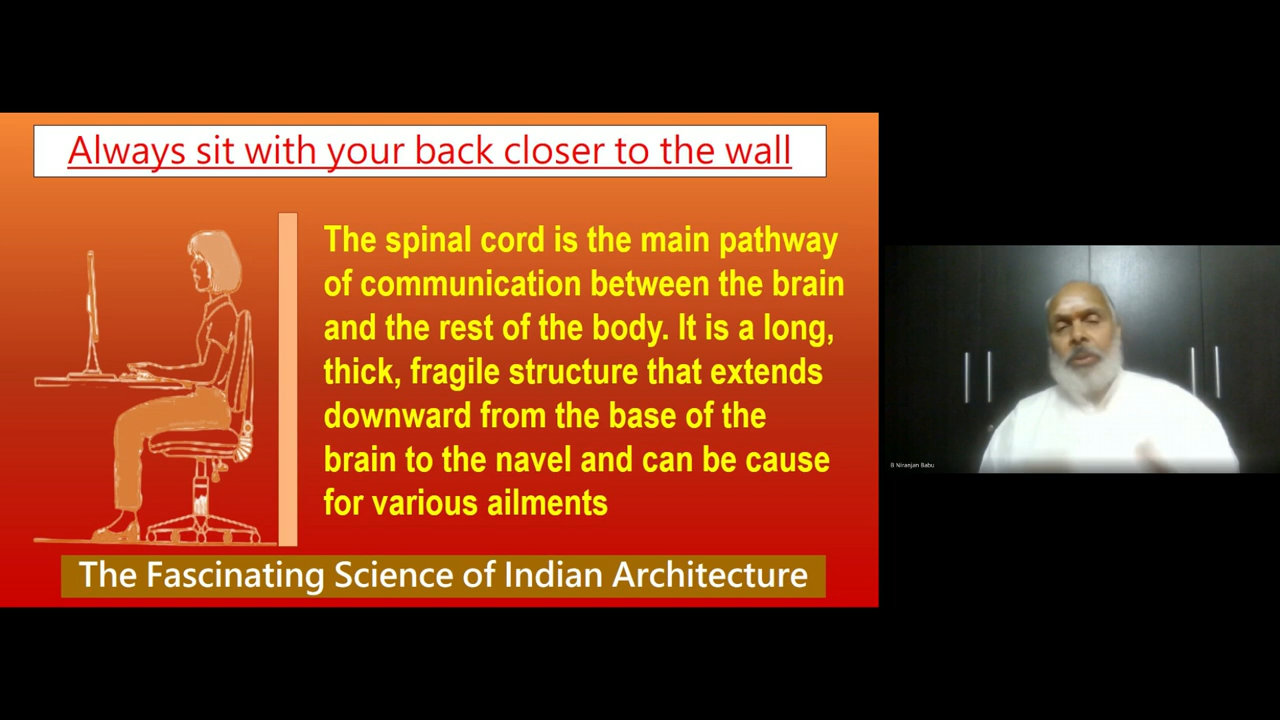 Always sit with your back closer to the wall
The spinal cord is the main pathway
of communication between the brain
and the rest of the body. It is a long,
thick, fragile structure that extends
downward from the base of the
brain to the navel and can be cause
for various ailments
The Fascinating Science of Indian Architecture
B Niranjan Babu